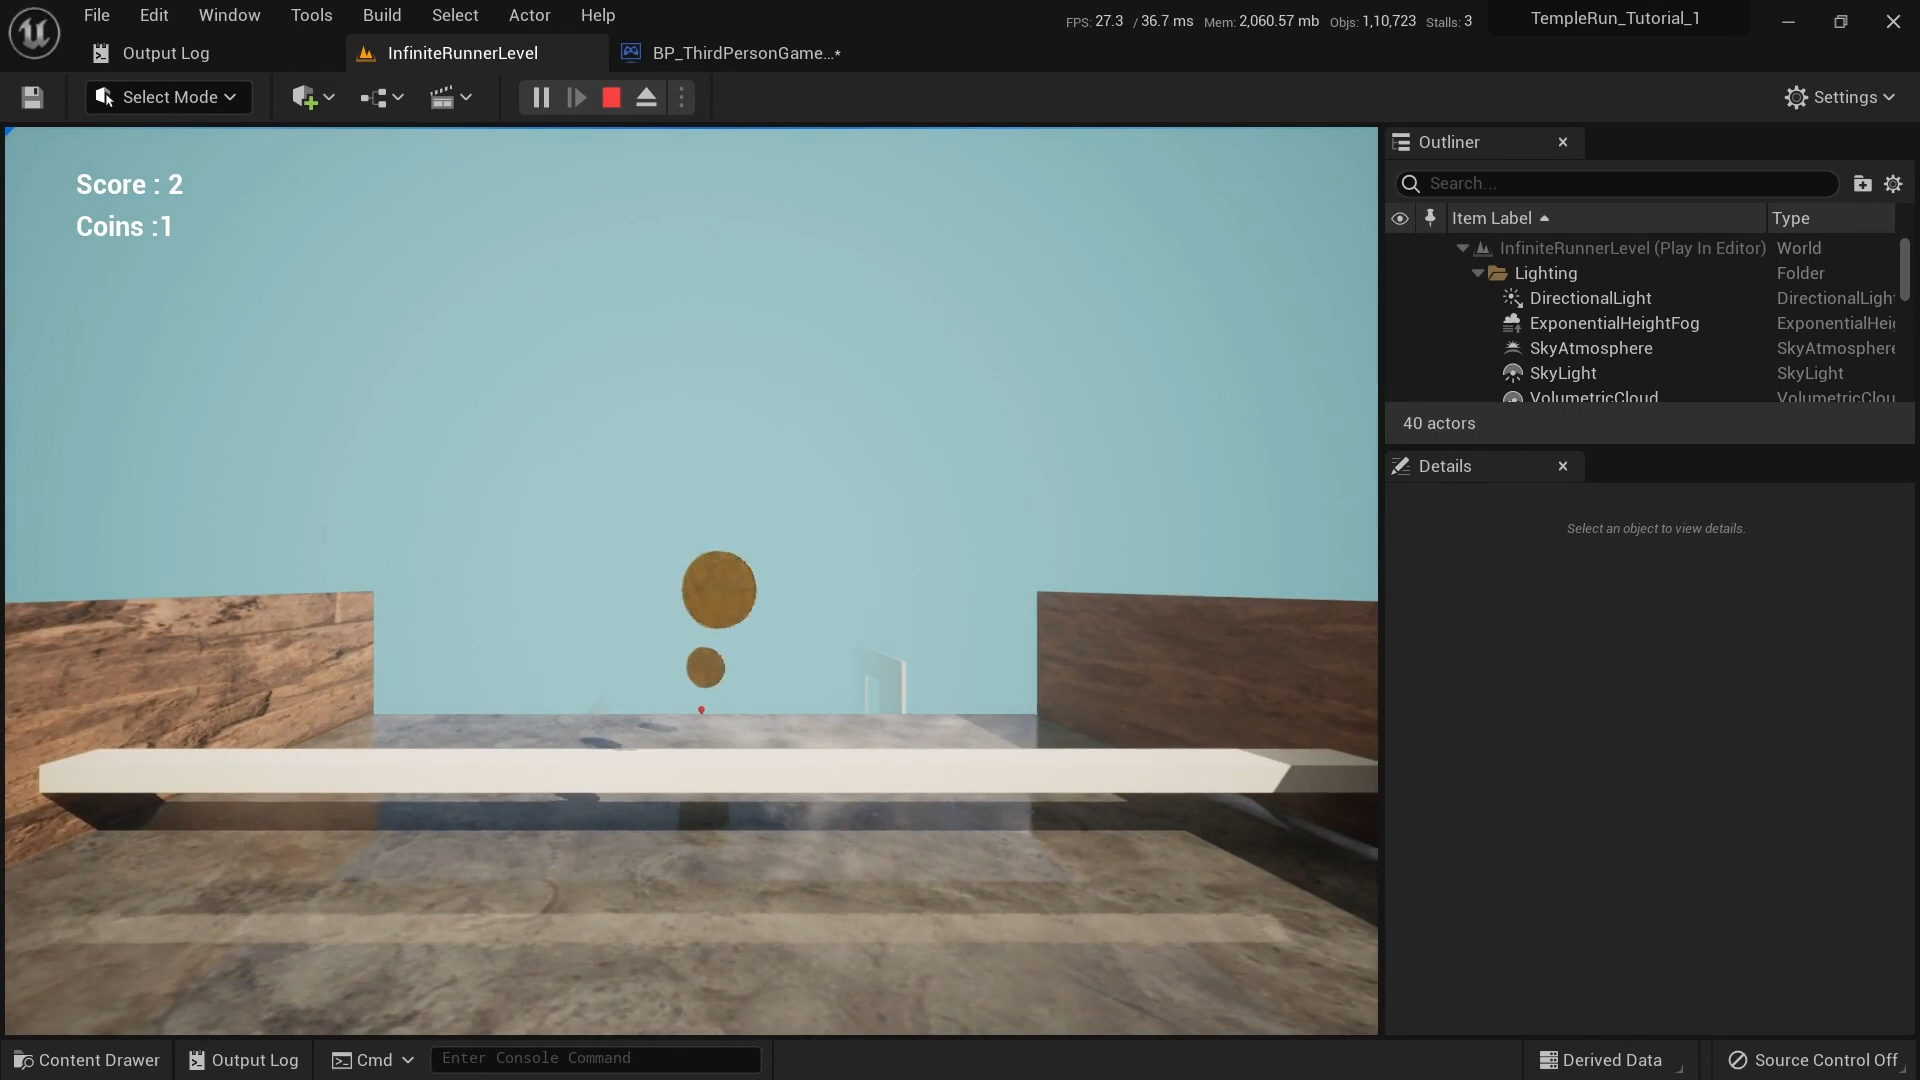 File Edit Window Tools Build Select Actor Help
FPS: 27.3 / 36.7 ms Mem: 2,060.57 mb Objs: 1,10,723 Stalls: 3
TempleRun_Tutorial_1
Output Log
InfiniteRunnerLevel
BP_ThirdPersonGame...*
Select Mode
Settings
Score : 2
Coins :1
Outliner
Search...
Item Label Type
InfiniteRunnerLevel (Play In Editor) World
Lighting Folder
DirectionalLight DirectionalLigh
ExponentialHeightFog ExponentialHei
SkyAtmosphere SkyAtmosphere
SkyLight SkyLight
VolumetricCloud VolumetricClou
40 actors
Details
Select an object to view details.
Content Drawer
Output Log
Cmd
Enter Console Command
Derived Data
Source Control Off